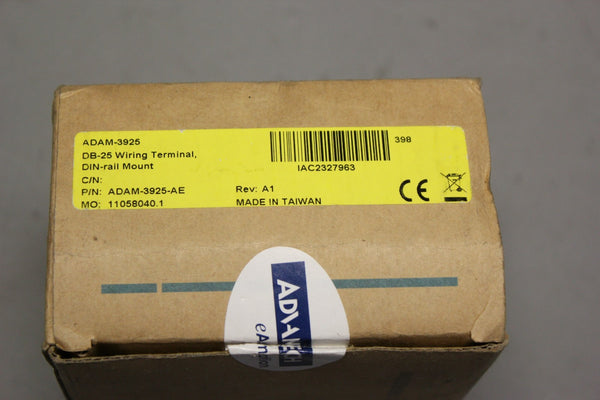 ADAM-3925
DB-25 Wiring Terminal,
DIN-rail Mount
C/N:
P/N: ADAM-3925-AE
MO: 11058040.1
IAC2327963
398
Rev: A1
MADE IN TAIWAN
CE